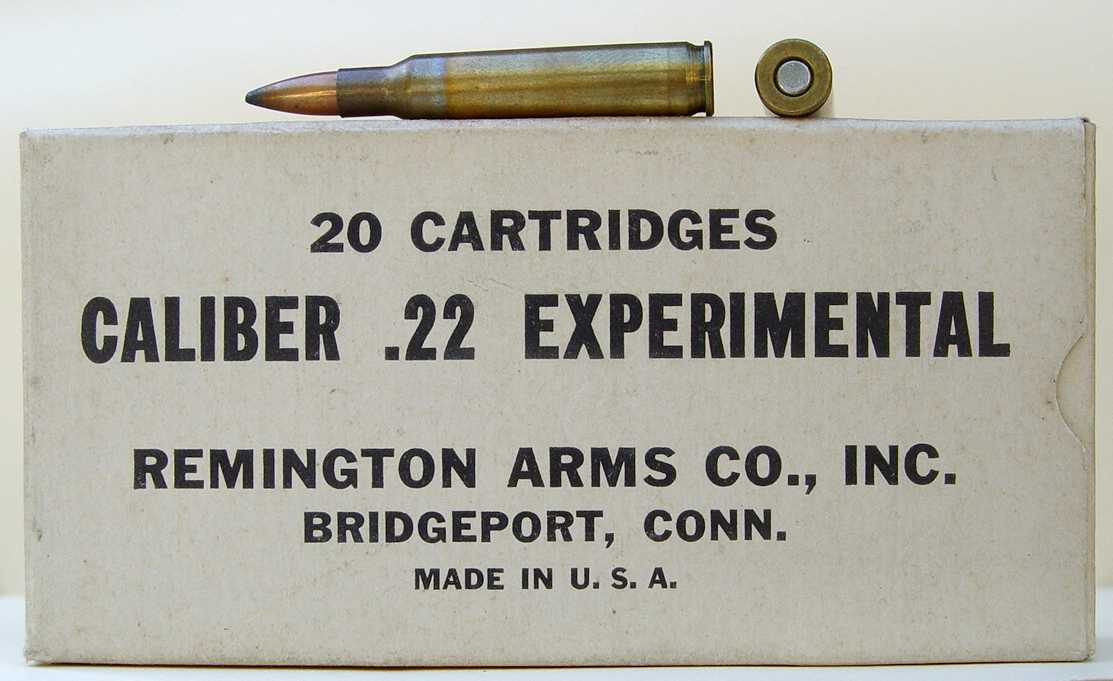 20 CARTRIDGES
CALIBER .22 EXPERIMENTAL
REMINGTON ARMS CO., INC.
BRIDGEPORT, CONN.
MADE IN U. S. A.